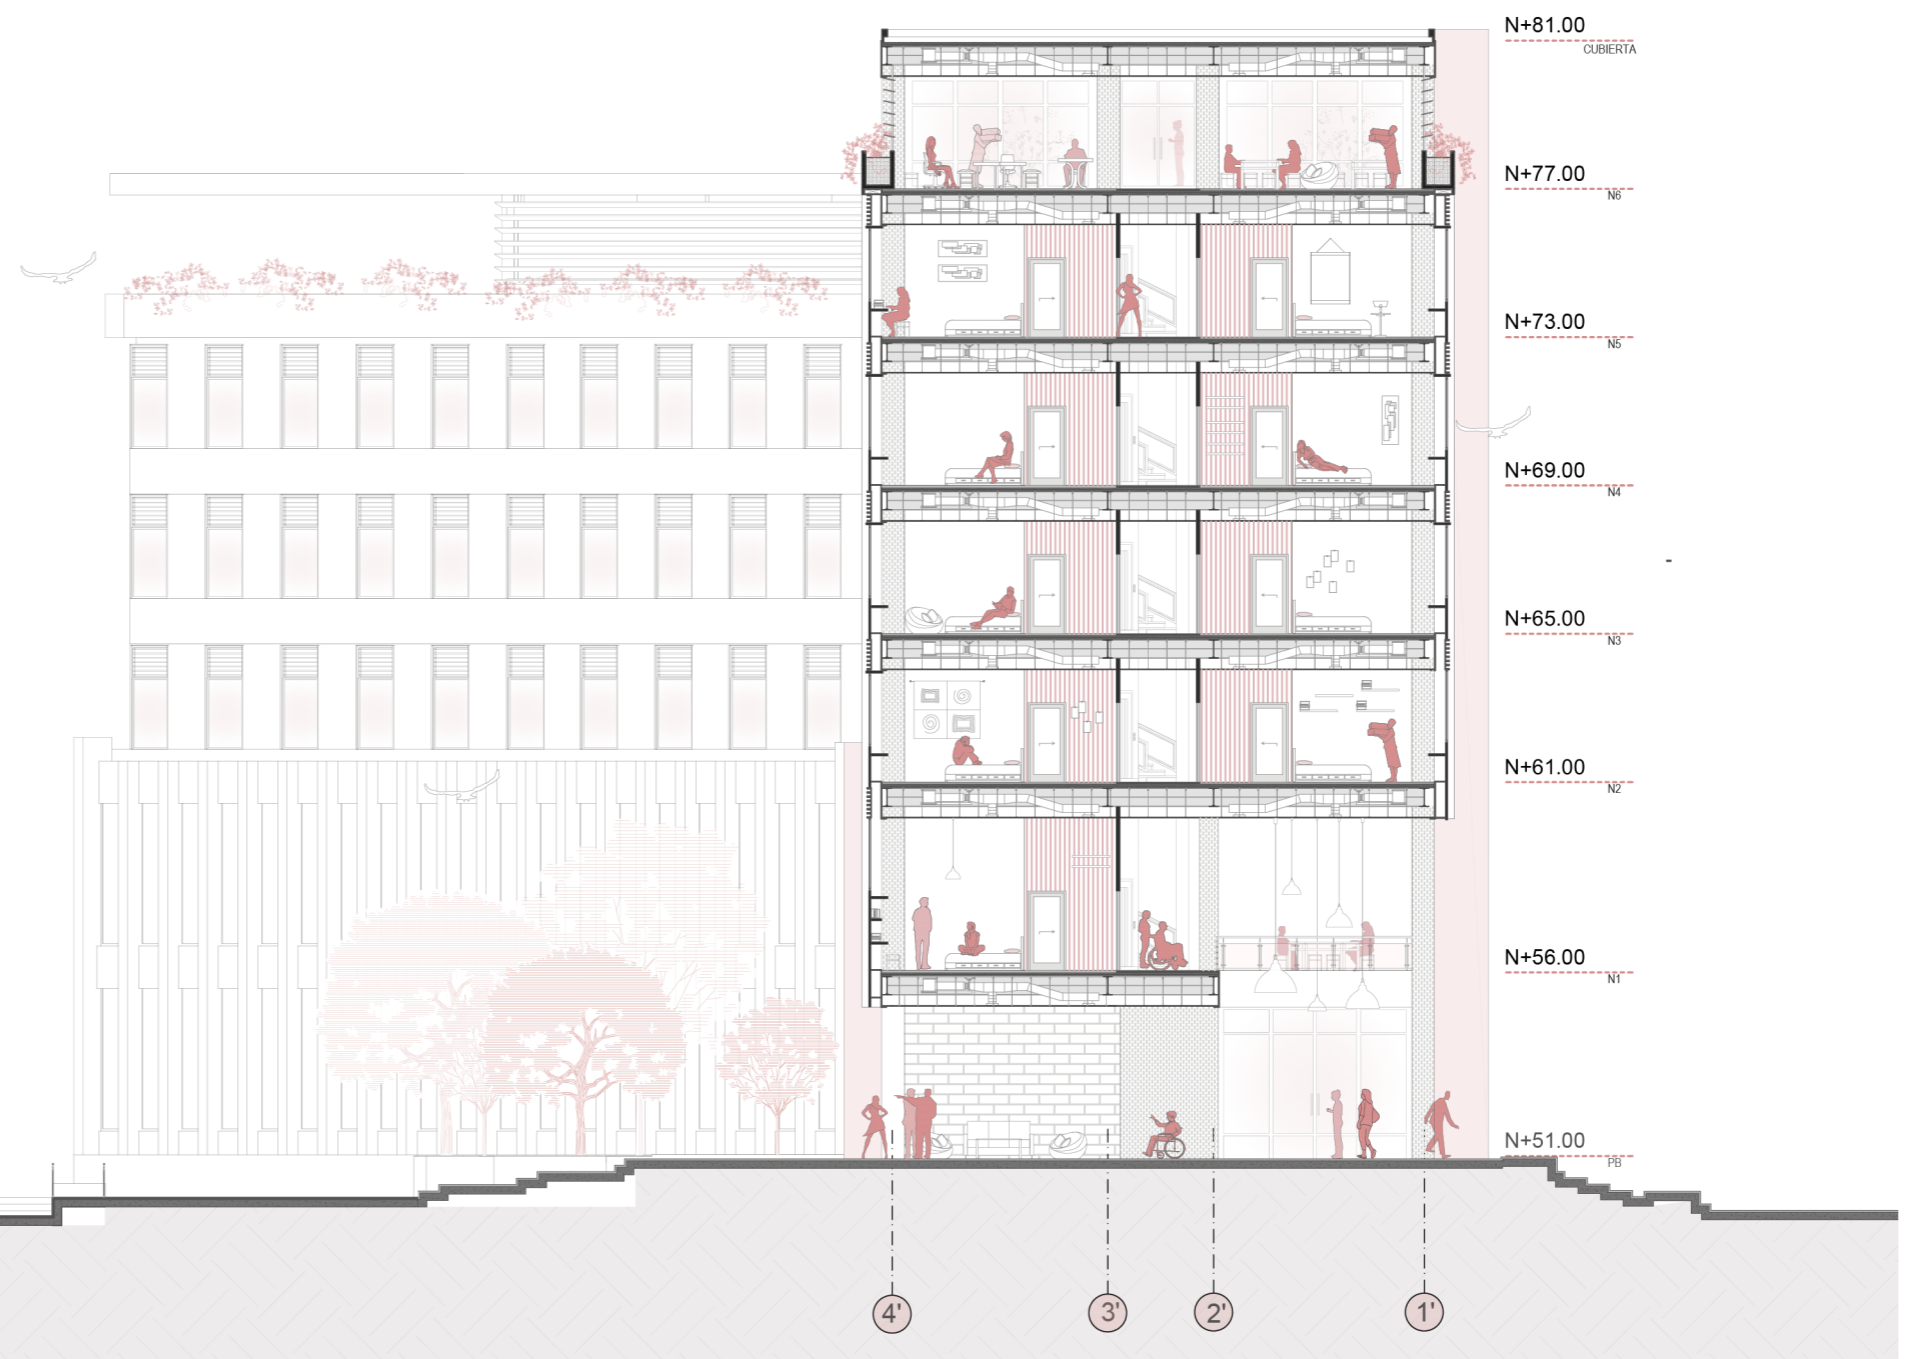 N+81.00
CUBIERTA
N+77.00
N6
N+73.00
N5
N+69.00
N4
N+65.00
N3
N+61.00
N2
N+56.00
N1
N+51.00
PB
4' 3' 2' 1'